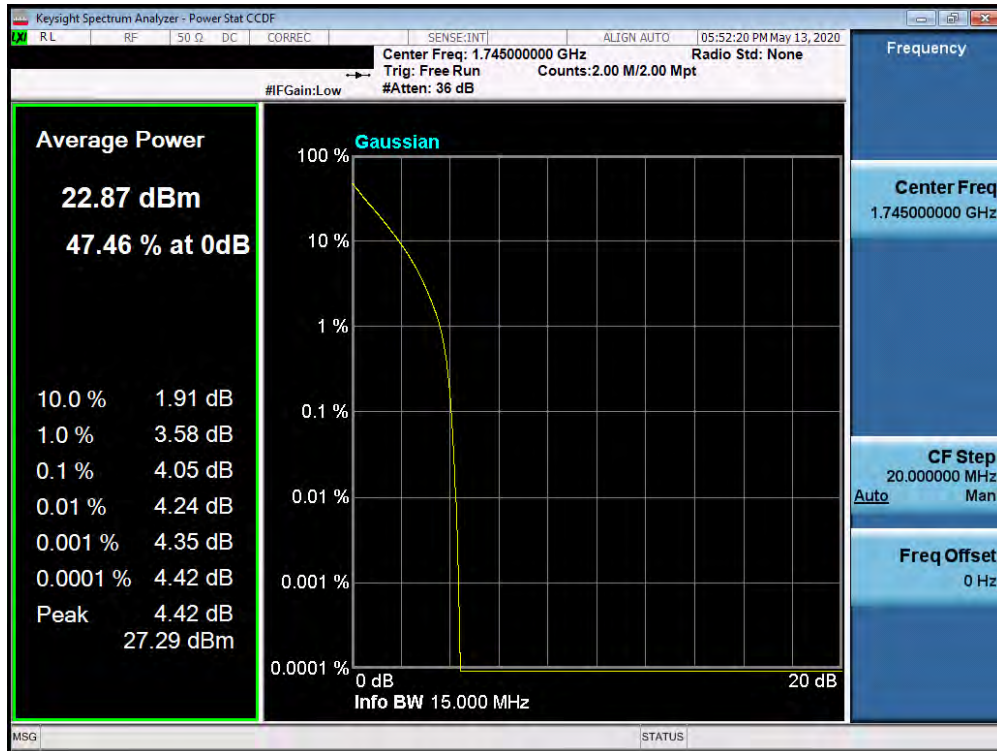 Keysight Spectrum Analyzer - Power Stat CCDF
LXI RL RF 50 Ω DC CORREC SENSE:INT ALIGN AUTO 05:52:20 PM May 13, 2020
Center Freq: 1.745000000 GHz Radio Std: None
Trig: Free Run Counts:2.00 M/2.00 Mpt
#IFGain:Low #Atten: 36 dB
Frequency
Average Power
22.87 dBm
47.46 % at 0dB
10.0 % 1.91 dB
1.0 % 3.58 dB
0.1 % 4.05 dB
0.01 % 4.24 dB
0.001 % 4.35 dB
0.0001 % 4.42 dB
Peak 4.42 dB
27.29 dBm
Gaussian
100 %
10 %
1 %
0.1 %
0.01 %
0.001 %
0.0001 %
0 dB 20 dB
Info BW 15.000 MHz
Center Freq
1.745000000 GHz
CF Step
20.000000 MHz
Auto Man
Freq Offset
0 Hz
MSG STATUS